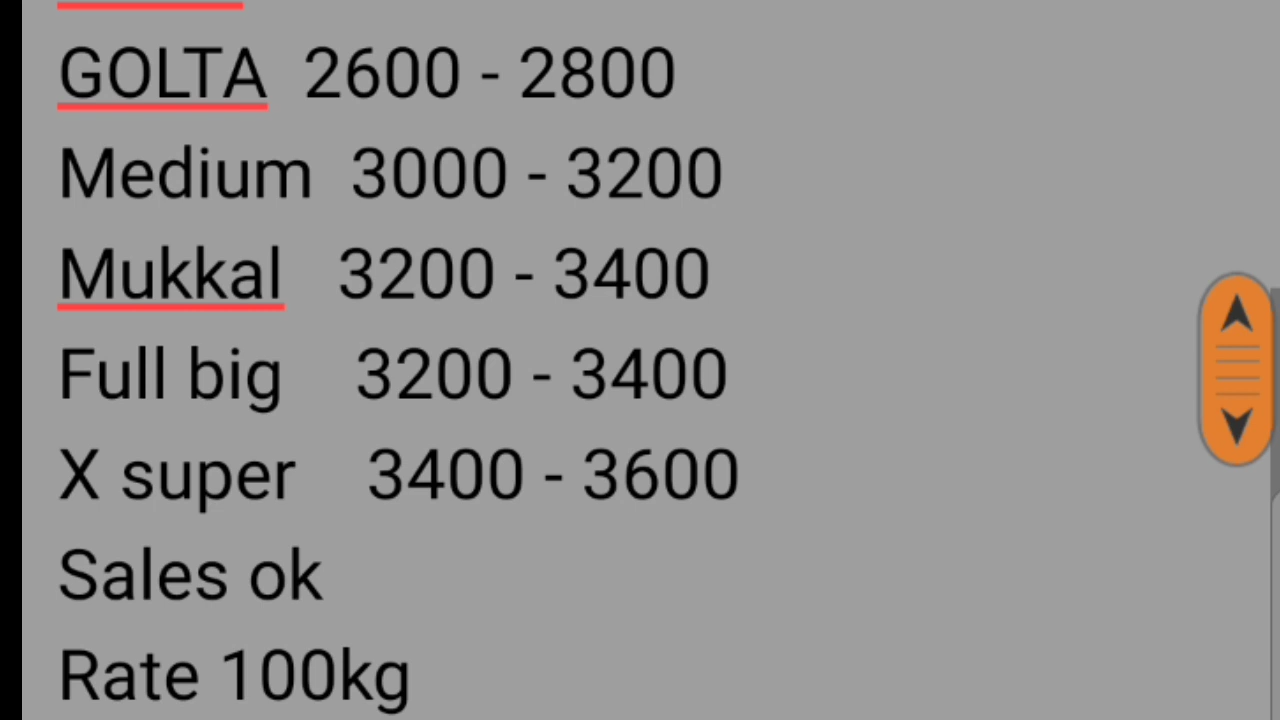 GOLTA 2600 - 2800
Medium 3000 - 3200
Mukkal 3200 - 3400
Full big 3200 - 3400
X super 3400 - 3600
Sales ok
Rate 100kg